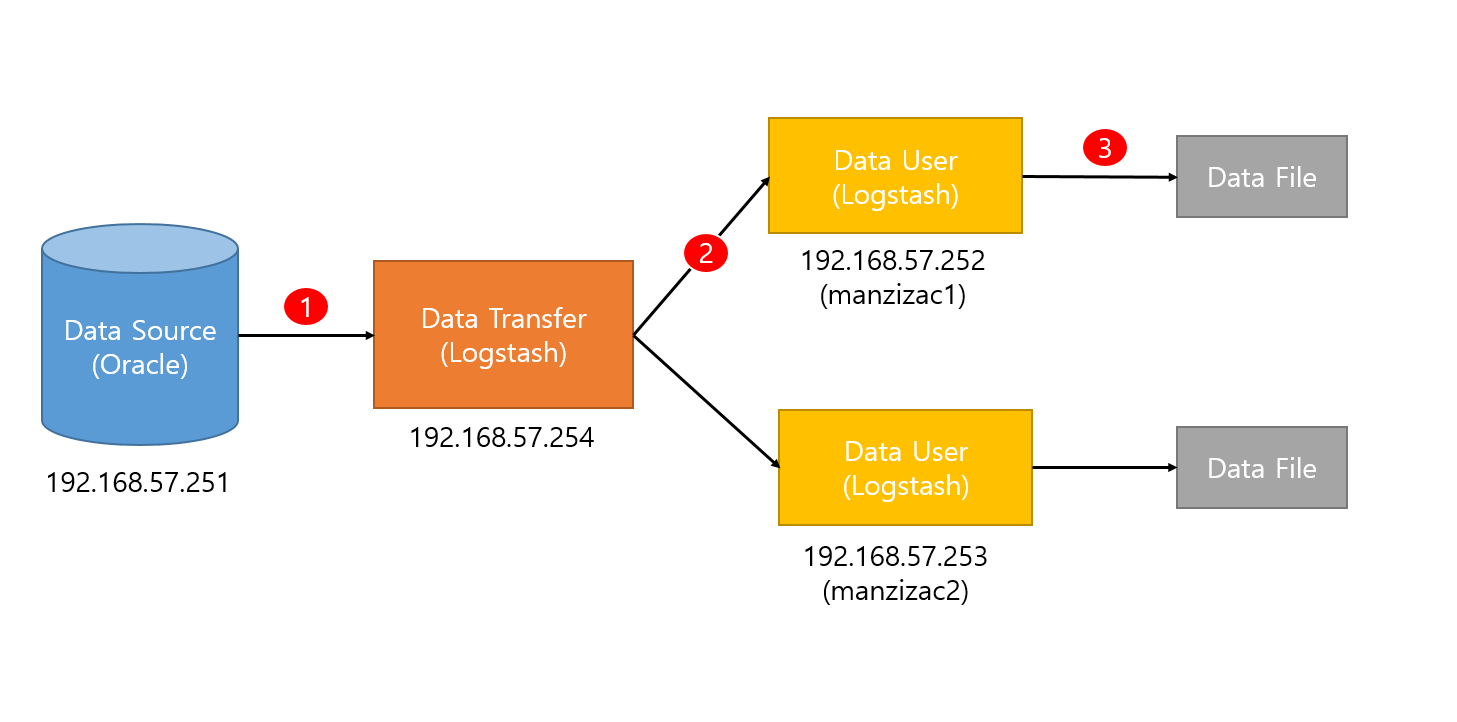 Data Source
(Oracle)
192.168.57.251
1
Data Transfer
(Logstash)
192.168.57.254
2
Data User
(Logstash)
192.168.57.252
(manzizac1)
3
Data File
Data User
(Logstash)
192.168.57.253
(manzizac2)
Data File